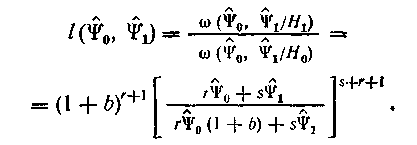 l(Ψ̂₀, Ψ̂₁) = ω(Ψ̂₀, Ψ̂₁/H₁) / ω(Ψ̂₀, Ψ̂₁/H₀) =
= (1 + b)^{r+1} [ (rΨ̂₀ + sΨ̂₁) / (rΨ̂₀ (1 + b) + sΨ̂₁) ]^{s+r+1} .